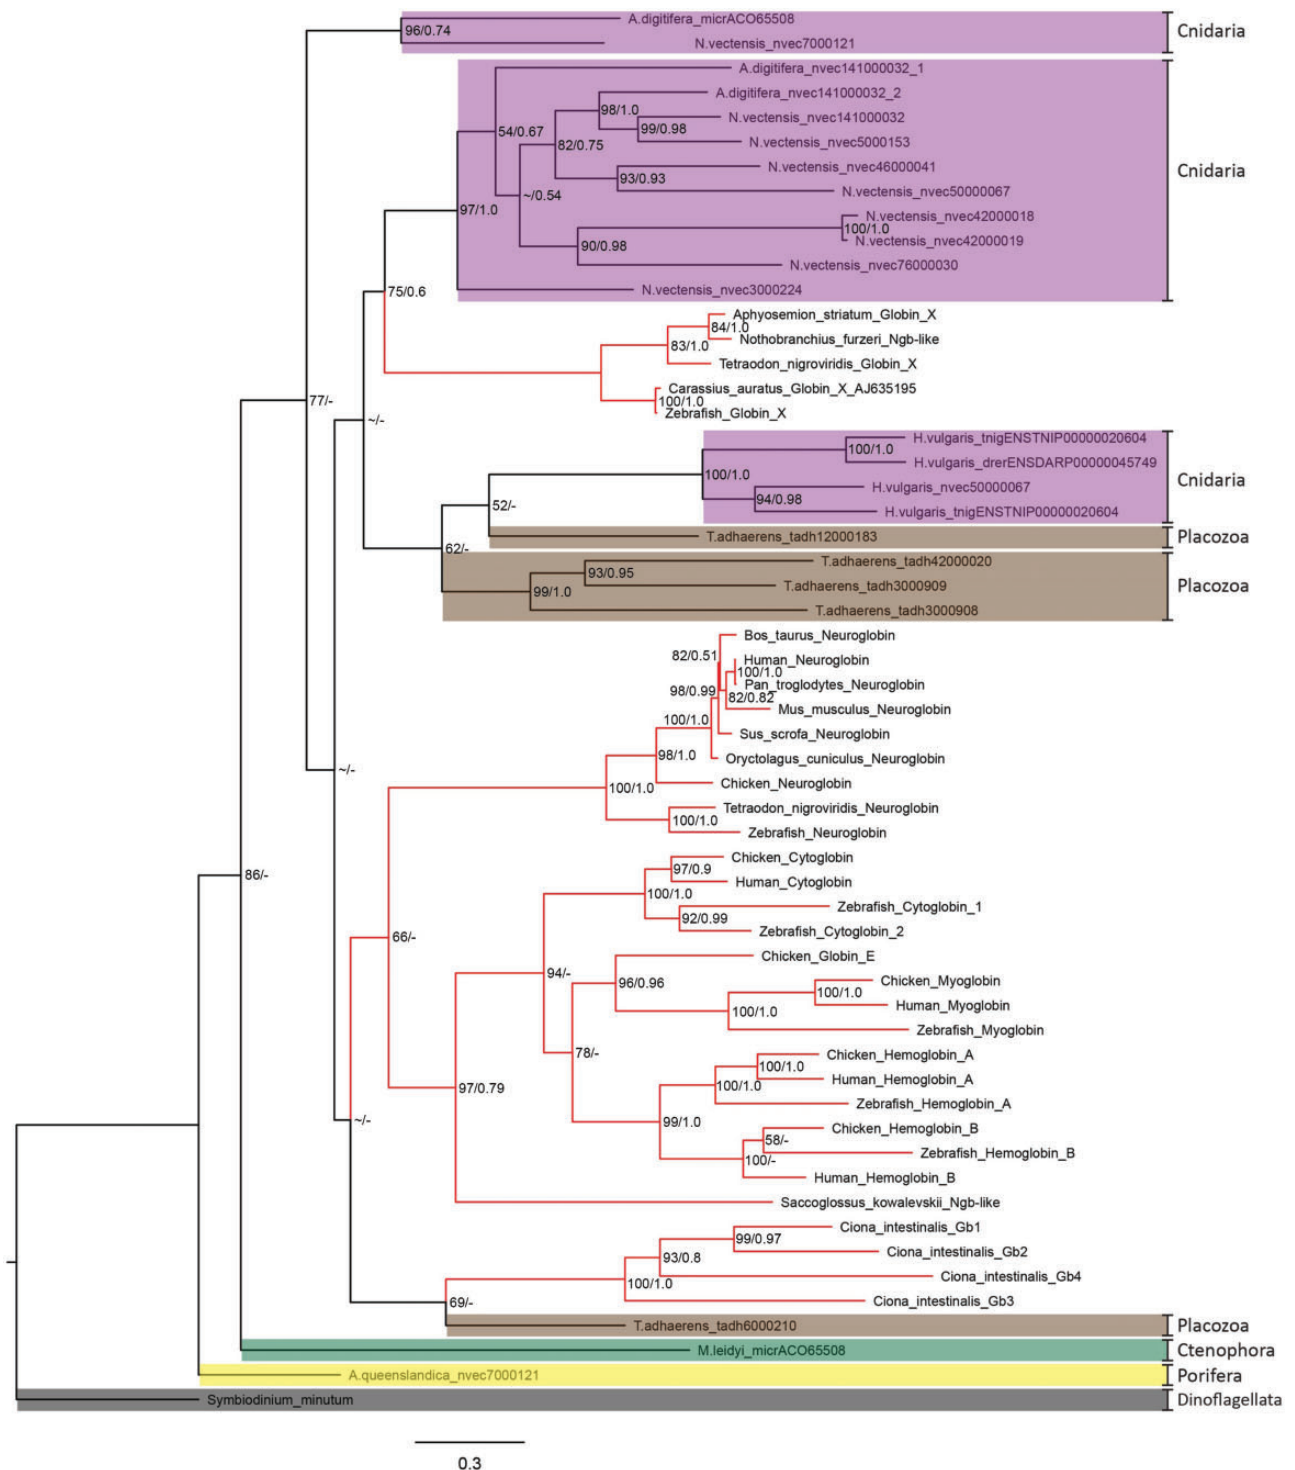 A.digitifera_micrACO65508
96/0.74
Cnidaria
N.vectensis_nvec7000121
A.digitifera_nvec141000032_1
A.digitifera_nvec141000032_2
98/1.0
N.vectensis_nvec141000032
54/0.67
99/0.98
82/0.75
N.vectensis_nvec5000153
N.vectensis_nvec46000041
Cnidaria
93/0.93
N.vectensis_nvec50000067
~/0.54
97/1.0
N.vectensis_nvec42000018
100/1.0
N.vectensis_nvec42000019
90/0.98
N.vectensis_nvec76000030
75/0.6
N.vectensis_nvec3000224
Aphyosemion_striatum_Globin_X
84/1.0
Nothobranchius_furzeri_Ngb-like
83/1.0
Tetraodon_nigroviridis_Globin_X
Carassius_auratus_Globin_X_AJ635195
77/-
100/1.0
Zebrafish_Globin_X
~/-
H.vulgaris_tnigENSTNIP00000020604
100/1.0
H.vulgaris_drerENSDARP00000045749
100/1.0
Cnidaria
H.vulgaris_nvec50000067
94/0.98
52/-
H.vulgaris_tnigENSTNIP00000020604
T.adhaerens_tadh12000183
Placozoa
62/-
T.adhaerens_tadh42000020
93/0.95
T.adhaerens_tadh3000909
Placozoa
99/1.0
T.adhaerens_tadh3000908
Bos_taurus_Neuroglobin
82/0.51
Human_Neuroglobin
100/1.0
Pan_troglodytes_Neuroglobin
98/0.99
82/0.82
Mus_musculus_Neuroglobin
100/1.0
Sus_scrofa_Neuroglobin
98/1.0
Oryctolagus_cuniculus_Neuroglobin
~/-
Chicken_Neuroglobin
100/1.0
Tetraodon_nigroviridis_Neuroglobin
100/1.0
Zebrafish_Neuroglobin
Chicken_Cytoglobin
97/0.9
86/-
Human_Cytoglobin
100/1.0
Zebrafish_Cytoglobin_1
92/0.99
Zebrafish_Cytoglobin_2
66/-
Chicken_Globin_E
94/-
96/0.96
Chicken_Myoglobin
100/1.0
Human_Myoglobin
100/1.0
Zebrafish_Myoglobin
78/-
Chicken_Hemoglobin_A
100/1.0
Human_Hemoglobin_A
97/0.79
100/1.0
Zebrafish_Hemoglobin_A
~/-
99/1.0
Chicken_Hemoglobin_B
58/-
Zebrafish_Hemoglobin_B
100/-
Human_Hemoglobin_B
Saccoglossus_kowalevskii_Ngb-like
Ciona_intestinalis_Gb1
99/0.97
Ciona_intestinalis_Gb2
93/0.8
Ciona_intestinalis_Gb4
100/1.0
69/-
Ciona_intestinalis_Gb3
T.adhaerens_tadh6000210
Placozoa
M.leidyi_micrACO65508
Ctenophora
A.queenslandica_nvec7000121
Porifera
Symbiodinium_minutum
Dinoflagellata
0.3